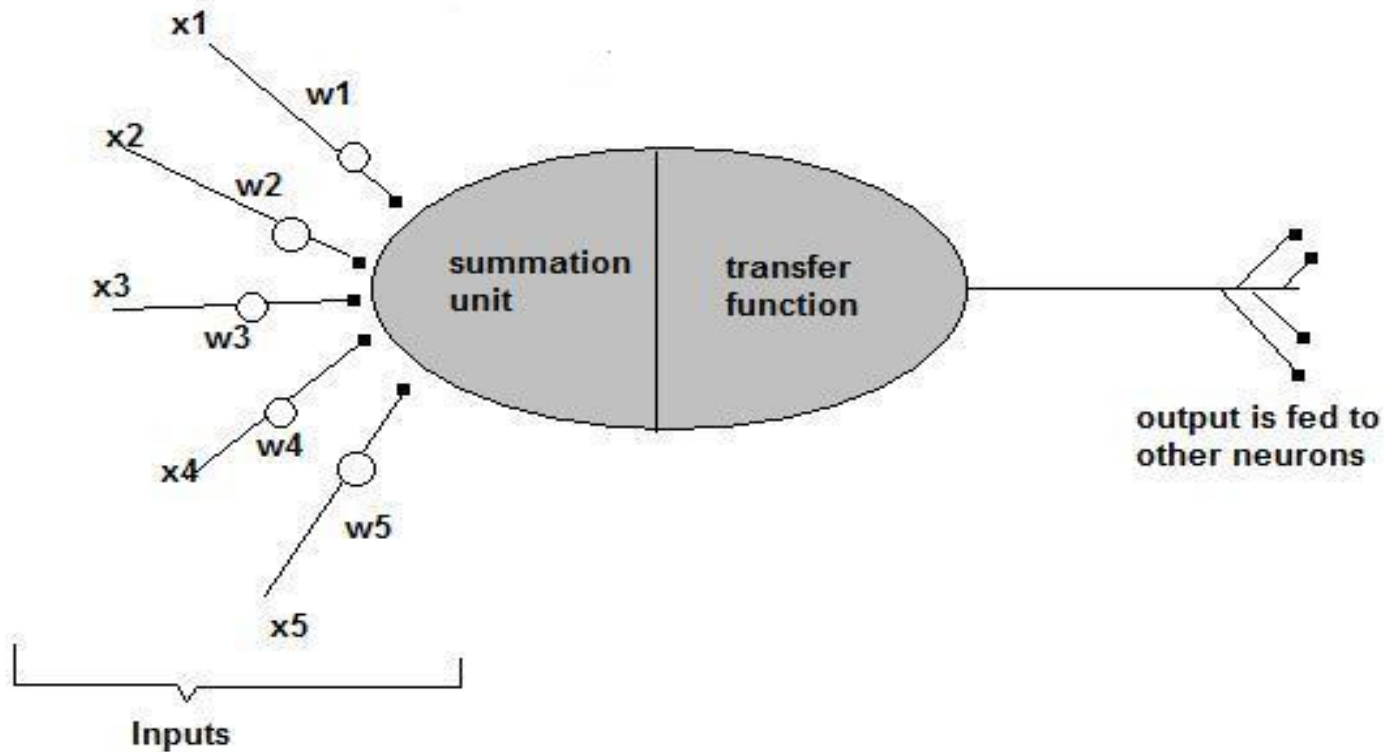 x1
w1
x2
w2
x3
w3
x4
w4
x5
w5
summation
unit
transfer
function
output is fed to
other neurons
Inputs